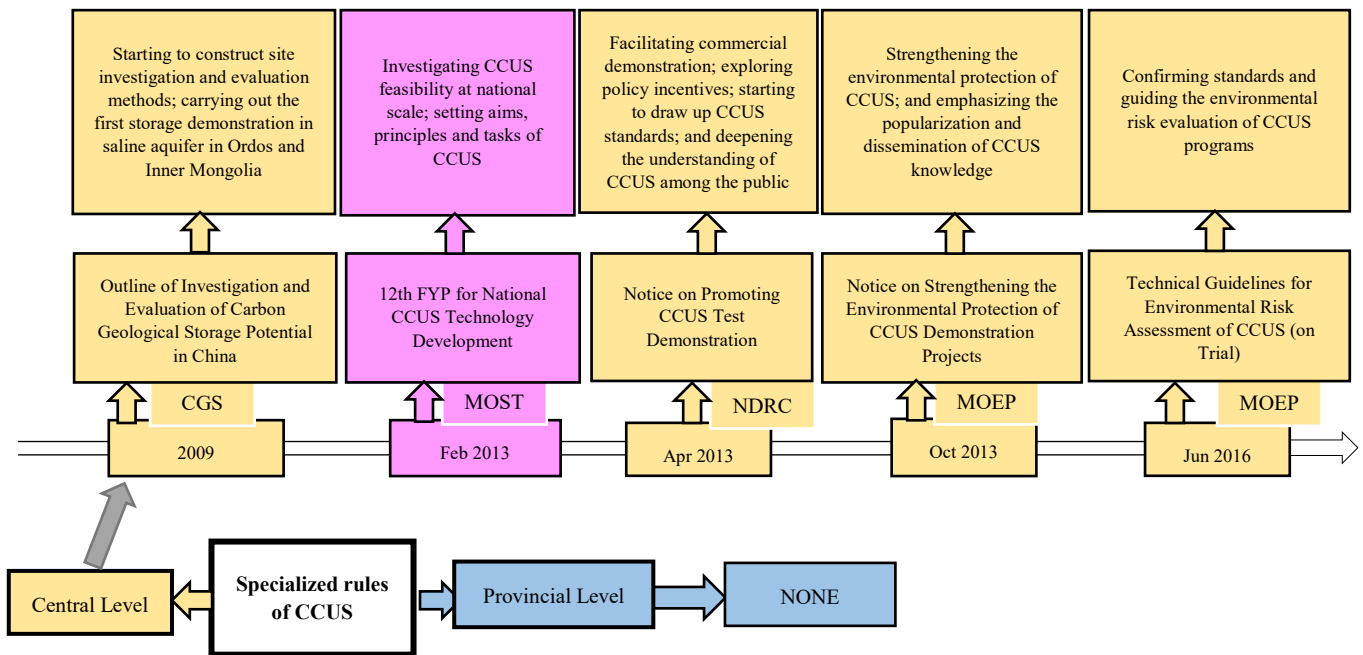 Starting to construct site
investigation and evaluation
methods; carrying out the
first storage demonstration in
saline aquifer in Ordos and
Inner Mongolia
Investigating CCUS
feasibility at national
scale; setting aims,
principles and tasks of
CCUS
Facilitating commercial
demonstration; exploring
policy incentives; starting
to draw up CCUS
standards; and deepening
the understanding of
CCUS among the public
Strengthening the
environmental protection of
CCUS; and emphasizing the
popularization and
dissemination of CCUS
knowledge
Confirming standards and
guiding the environmental
risk evaluation of CCUS
programs
Outline of Investigation and
Evaluation of Carbon
Geological Storage Potential
in China
12th FYP for National
CCUS Technology
Development
Notice on Promoting
CCUS Test
Demonstration
Notice on Strengthening the
Environmental Protection of
CCUS Demonstration
Projects
Technical Guidelines for
Environmental Risk
Assessment of CCUS (on
Trial)
CGS
MOST
NDRC
MOEP
MOEP
2009
Feb 2013
Apr 2013
Oct 2013
Jun 2016
Central Level
Specialized rules
of CCUS
Provincial Level
NONE